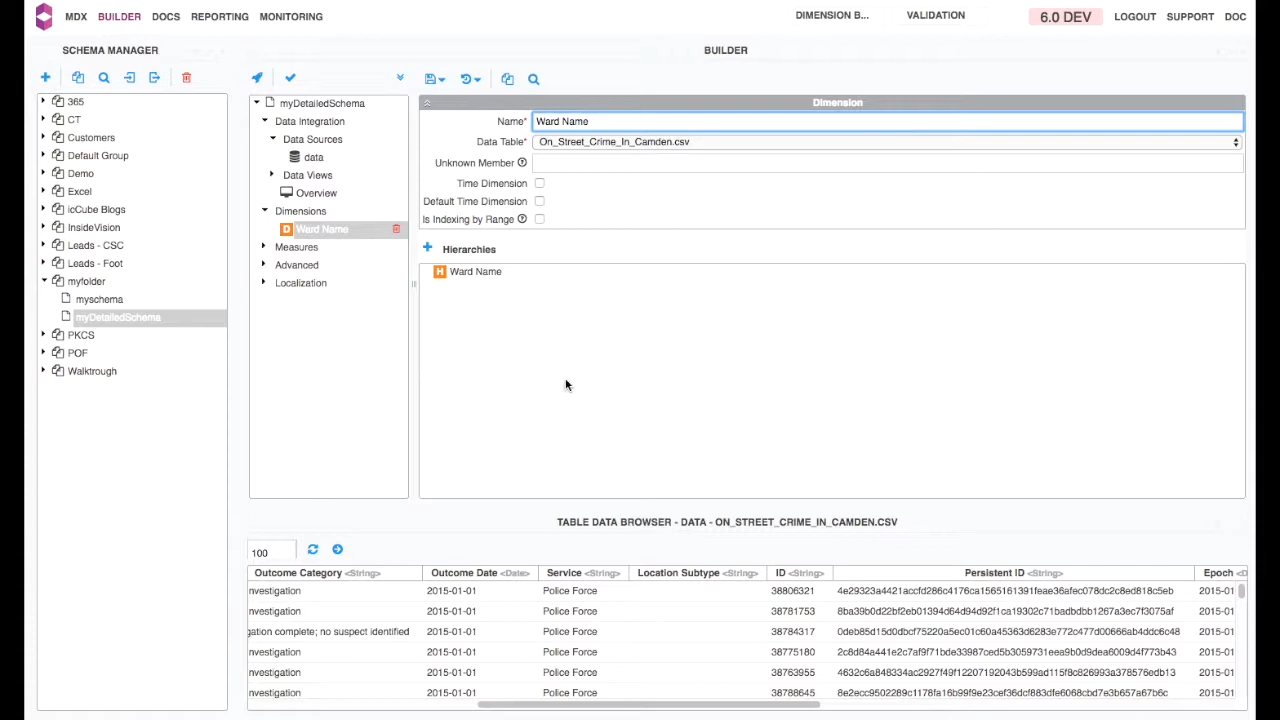 MDX BUILDER DOCS REPORTING MONITORING DIMENSION B... VALIDATION 6.0 DEV LOGOUT SUPPORT DOC
SCHEMA MANAGER
365
CT
Customers
Default Group
Demo
Excel
icCube Blogs
InsideVision
Leads - CSC
Leads - Foot
myfolder
myschema
myDetailedSchema
PKCS
POF
Walktrough
BUILDER
myDetailedSchema
Data Integration
Data Sources
data
Data Views
Overview
Dimensions
D Ward Name
Measures
Advanced
Localization
Dimension
Name* Ward Name
Data Table* On_Street_Crime_In_Camden.csv
Unknown Member ?
Time Dimension
Default Time Dimension
Is Indexing by Range ?
Hierarchies
H Ward Name
TABLE DATA BROWSER - DATA - ON_STREET_CRIME_IN_CAMDEN.CSV
100
Outcome Category <String> Outcome Date <Date> Service <String> Location Subtype <String> ID <String> Persistent ID <String> Epoch <D
nvestigation 2015-01-01 Police Force 38806321 4e29323a4421accfd286c4176ca1565161391feae36afec078dc2c8ed818c5eb 2015-01
nvestigation 2015-01-01 Police Force 38781753 8ba39b0d22bf2eb01394d64d94d92f1ca19302c71badbdbb1267a3ec7f3075af 2015-01
gation complete; no suspect identified 2015-01-01 Police Force 38784317 0deb85d15d0dbcf75220a5ec01c60a45363d6283e772c477d00666ab4ddc6c48 2015-01
nvestigation 2015-01-01 Police Force 38775180 2c8d84a441e2c7af9f71bde33987ced5b3059731eea9b0d9dea6009d4f773b43 2015-01
nvestigation 2015-01-01 Police Force 38763955 4632c6a848334ac2927f49f12207192043b599ad115f8c826993a378576edb13 2015-01
nvestigation 2015-01-01 Police Force 38788645 8e2ecc9502289c1178fa16b99f9e23cef36dcf883dfe6068cbd7e3b657a67b6c 2015-01